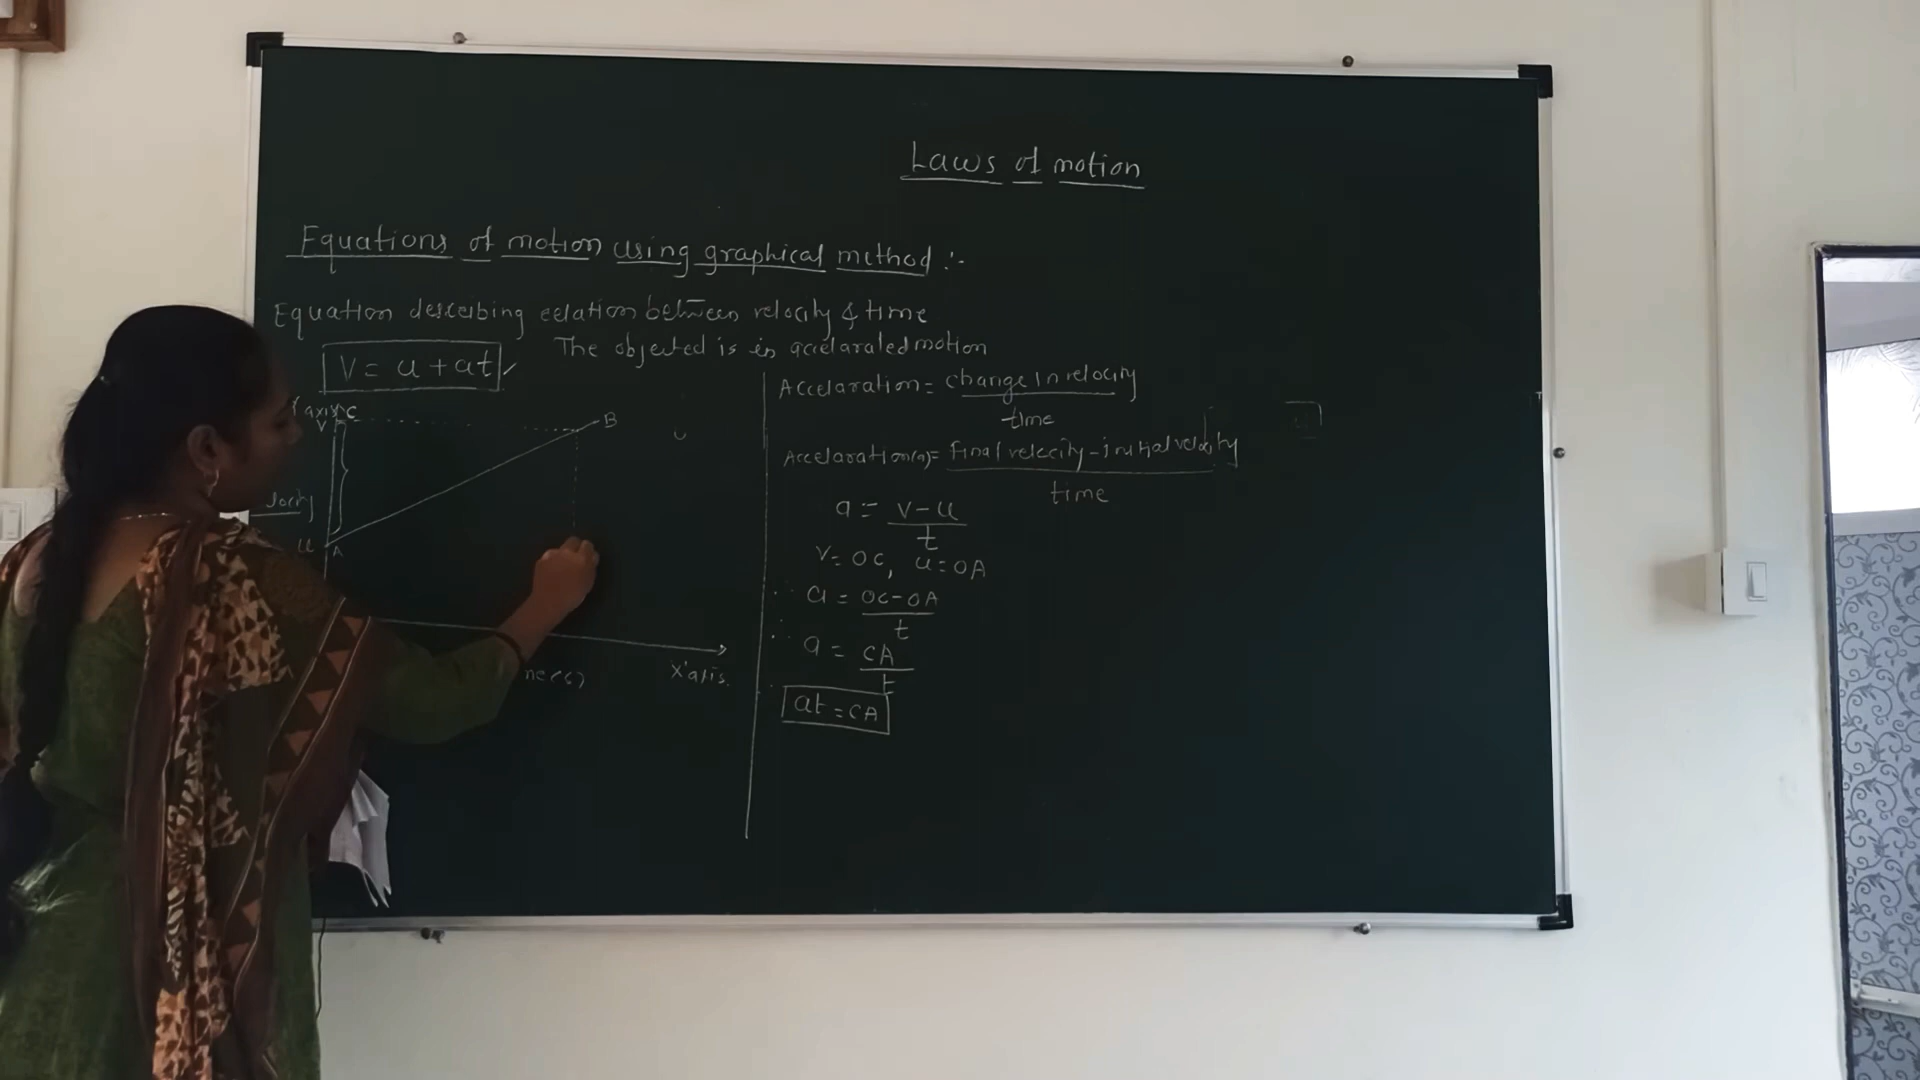 Laws of motion
Equations of motion using graphical method :-
Equation describing relation between velocity & time
The objected is in accelarated motion
V = u + at
Y axis C
V
B
locity
u
A
ne(s)
X'axis.
Accelaration = change in velocity
time
Accelaration(a) = final velocity - initial velocity
time
a = v - u
t
V = OC, u = OA
∴ a = OC - OA
t
∴ a = CA
t
at = CA